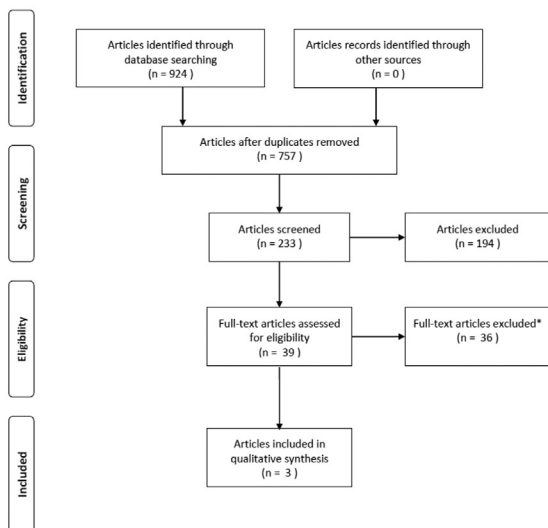 Identification
Articles identified through
database searching
(n = 924 )
Articles records identified through
other sources
(n = 0 )
Articles after duplicates removed
(n = 757 )
Screening
Articles screened
(n = 233 )
Articles excluded
(n = 194 )
Eligibility
Full-text articles assessed
for eligibility
(n = 39 )
Full-text articles excluded*
(n = 36 )
Included
Articles included in
qualitative synthesis
(n = 3 )